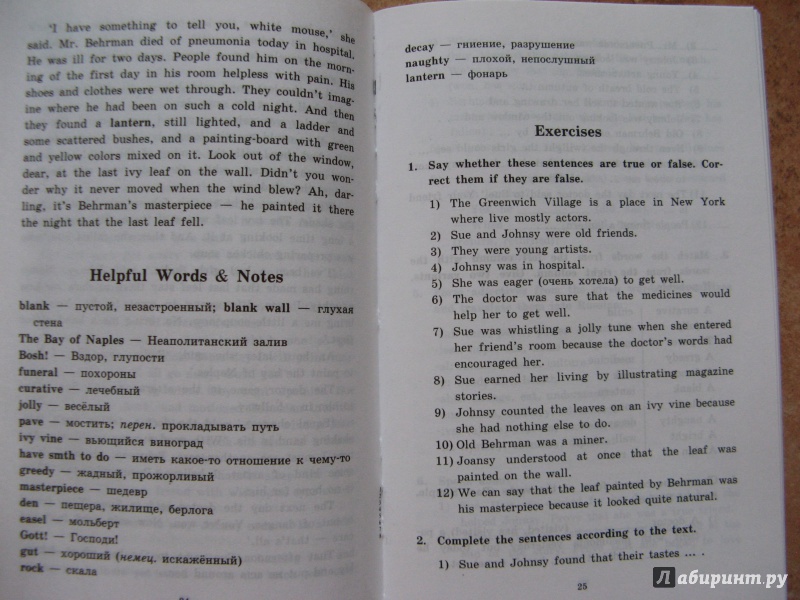 'I have something to tell you, white mouse,' she
said. Mr. Behrman died of pneumonia today in hospital.
He was ill for two days. People found him on the morn-
ing of the first day in his room helpless with pain. His
shoes and clothes were wet through. They couldn't imag-
ine where he had been on such a cold night. And then
they found a lantern, still lighted, and a ladder and
some scattered bushes, and a painting-board with green
and yellow colors mixed on it. Look out of the window,
dear, at the last ivy leaf on the wall. Didn't you won-
der why it never moved when the wind blew? Ah, dar-
ling, it's Behrman's masterpiece — he painted it there
the night that the last leaf fell.
Helpful Words & Notes
blank — пустой, незастроенный; blank wall — глухая
стена
The Bay of Naples — Неаполитанский залив
Bosh! — Вздор, глупости
funeral — похороны
curative — лечебный
jolly — весёлый
pave — мостить; перен. прокладывать путь
ivy vine — вьющийся виноград
have smth to do — иметь какое-то отношение к чему-то
greedy — жадный, прожорливый
masterpiece — шедевр
den — пещера, жилище, берлога
easel — мольберт
Gott! — Господи!
gut — хороший (немец. искажённый)
rock — скала
decay — гниение, разрушение
naughty — плохой, непослушный
lantern — фонарь
Exercises
1. Say whether these sentences are true or false. Cor-
rect them if they are false.
1) The Greenwich Village is a place in New York
where live mostly actors.
2) Sue and Johnsy were old friends.
3) They were young artists.
4) Johnsy was in hospital.
5) She was eager (очень хотела) to get well.
6) The doctor was sure that the medicines would
help her to get well.
7) Sue was whistling a jolly tune when she entered
her friend's room because the doctor's words had
encouraged her.
8) Sue earned her living by illustrating magazine
stories.
9) Johnsy counted the leaves on an ivy vine because
she had nothing else to do.
10) Old Behrman was a miner.
11) Joansy understood at once that the leaf was
painted on the wall.
12) We can say that the leaf painted by Behrman was
his masterpiece because it looked quite natural.
2. Complete the sentences according to the text.
1) Sue and Johnsy found that their tastes ... .
25
Лабиринт.ру